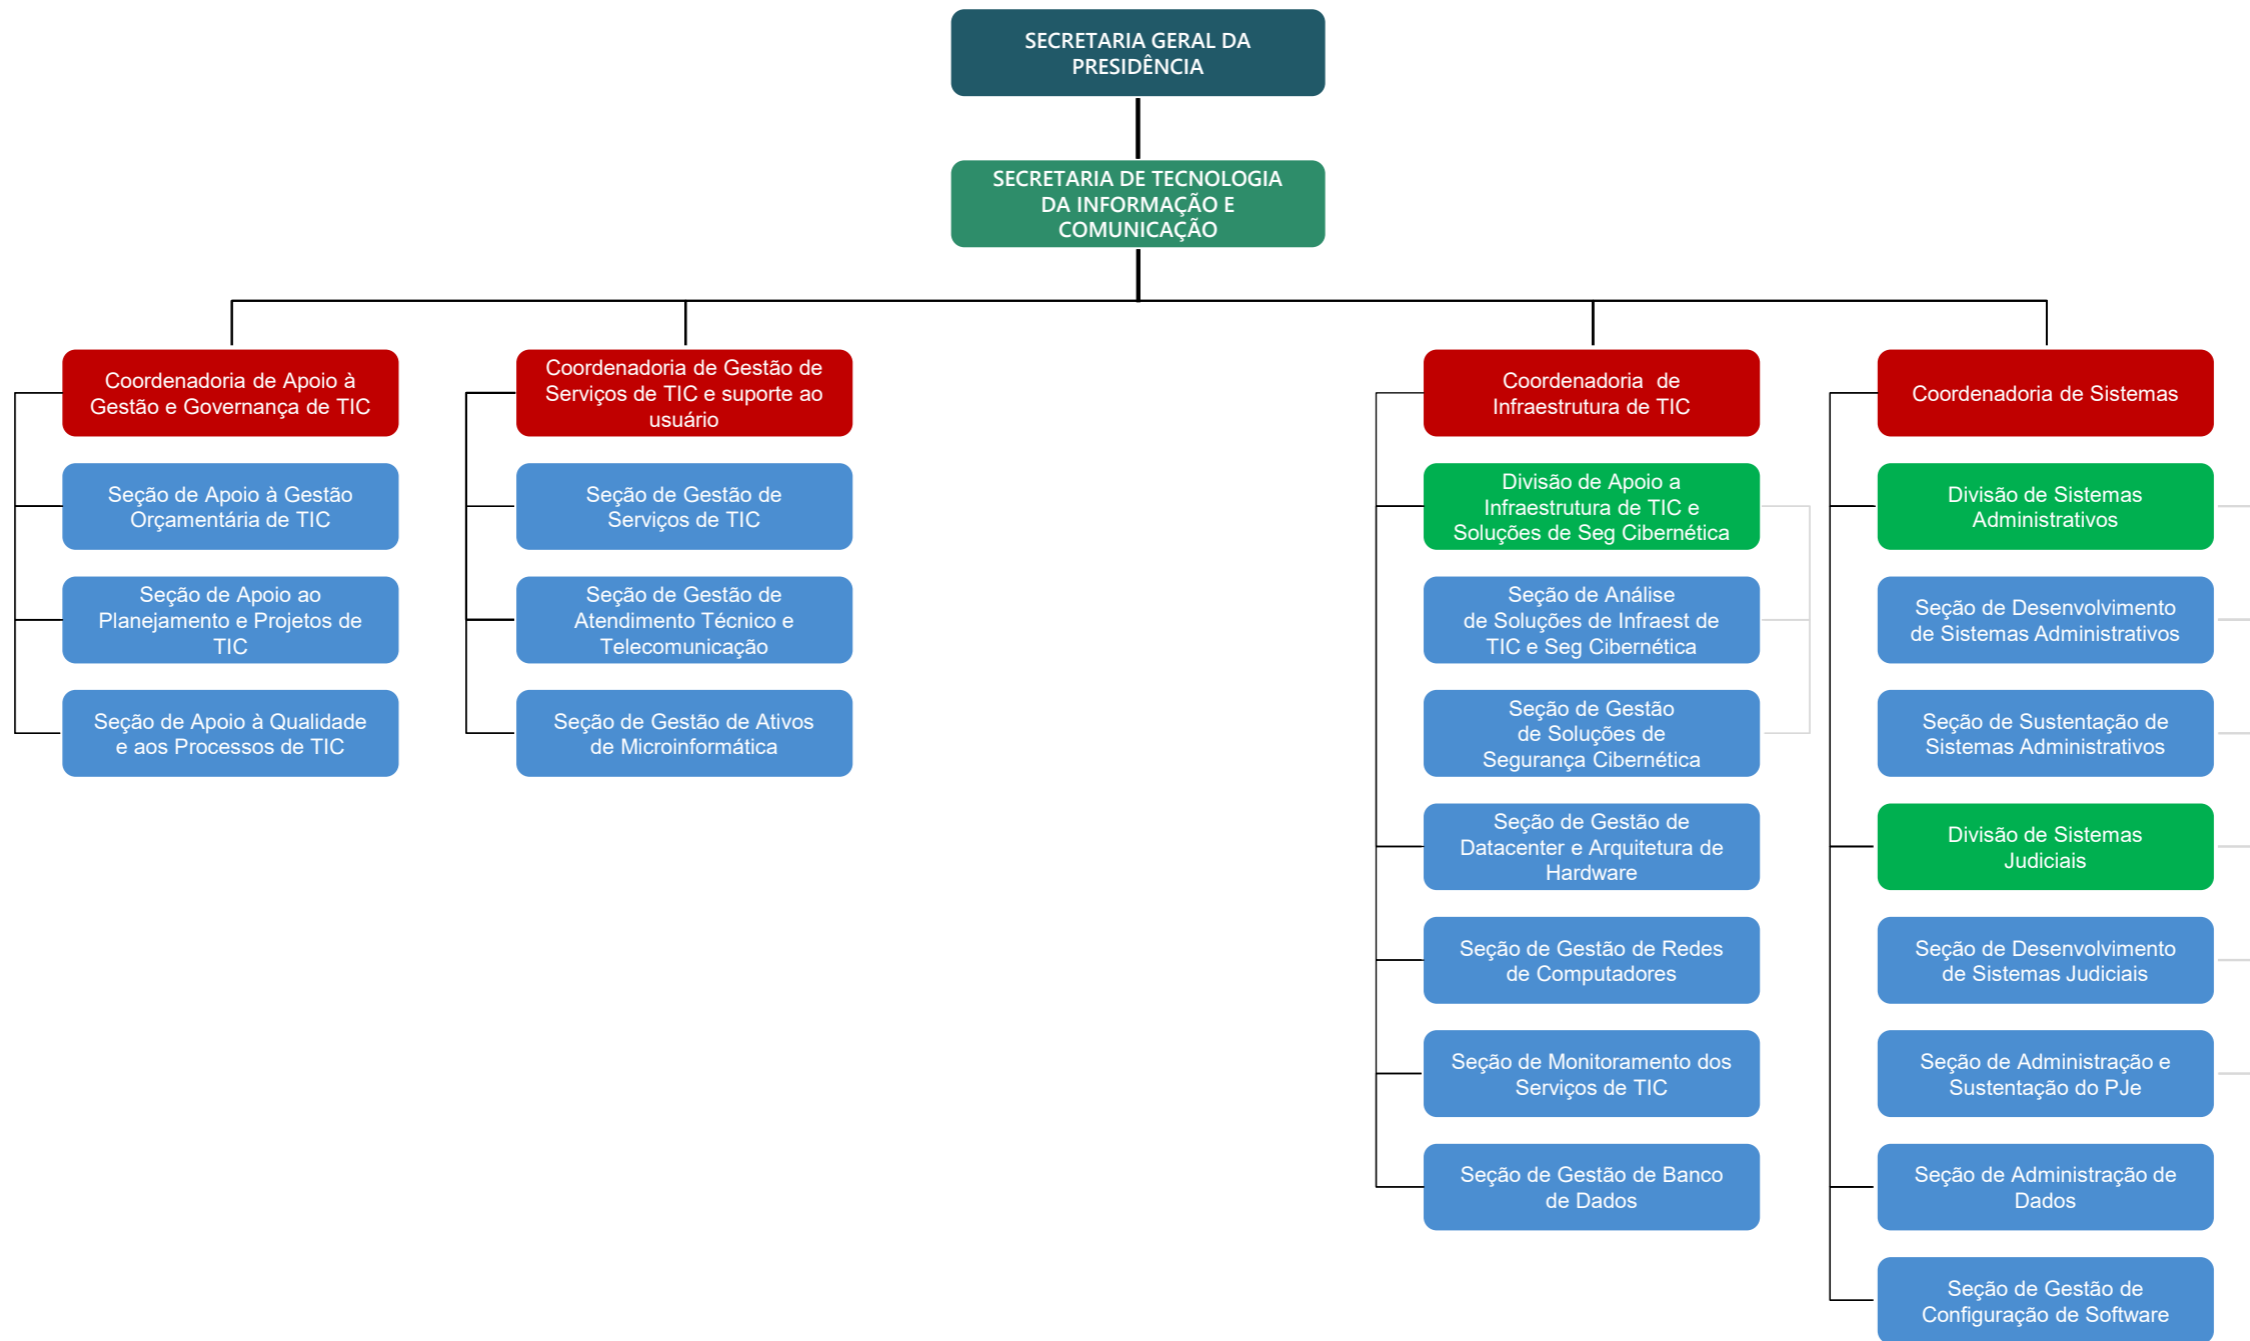 SECRETARIA GERAL DA
PRESIDÊNCIA
SECRETARIA DE TECNOLOGIA
DA INFORMAÇÃO E
COMUNICAÇÃO
Coordenadoria de Apoio à
Gestão e Governança de TIC
Seção de Apoio à Gestão
Orçamentária de TIC
Seção de Apoio ao
Planejamento e Projetos de
TIC
Seção de Apoio à Qualidade
e aos Processos de TIC
Coordenadoria de Gestão de
Serviços de TIC e suporte ao
usuário
Seção de Gestão de
Serviços de TIC
Seção de Gestão de
Atendimento Técnico e
Telecomunicação
Seção de Gestão de Ativos
de Microinformática
Coordenadoria de
Infraestrutura de TIC
Divisão de Apoio a
Infraestrutura de TIC e
Soluções de Seg Cibernética
Seção de Análise
de Soluções de Infraest de
TIC e Seg Cibernética
Seção de Gestão
de Soluções de
Segurança Cibernética
Seção de Gestão de
Datacenter e Arquitetura de
Hardware
Seção de Gestão de Redes
de Computadores
Seção de Monitoramento dos
Serviços de TIC
Seção de Gestão de Banco
de Dados
Coordenadoria de Sistemas
Divisão de Sistemas
Administrativos
Seção de Desenvolvimento
de Sistemas Administrativos
Seção de Sustentação de
Sistemas Administrativos
Divisão de Sistemas
Judiciais
Seção de Desenvolvimento
de Sistemas Judiciais
Seção de Administração e
Sustentação do PJe
Seção de Administração de
Dados
Seção de Gestão de
Configuração de Software